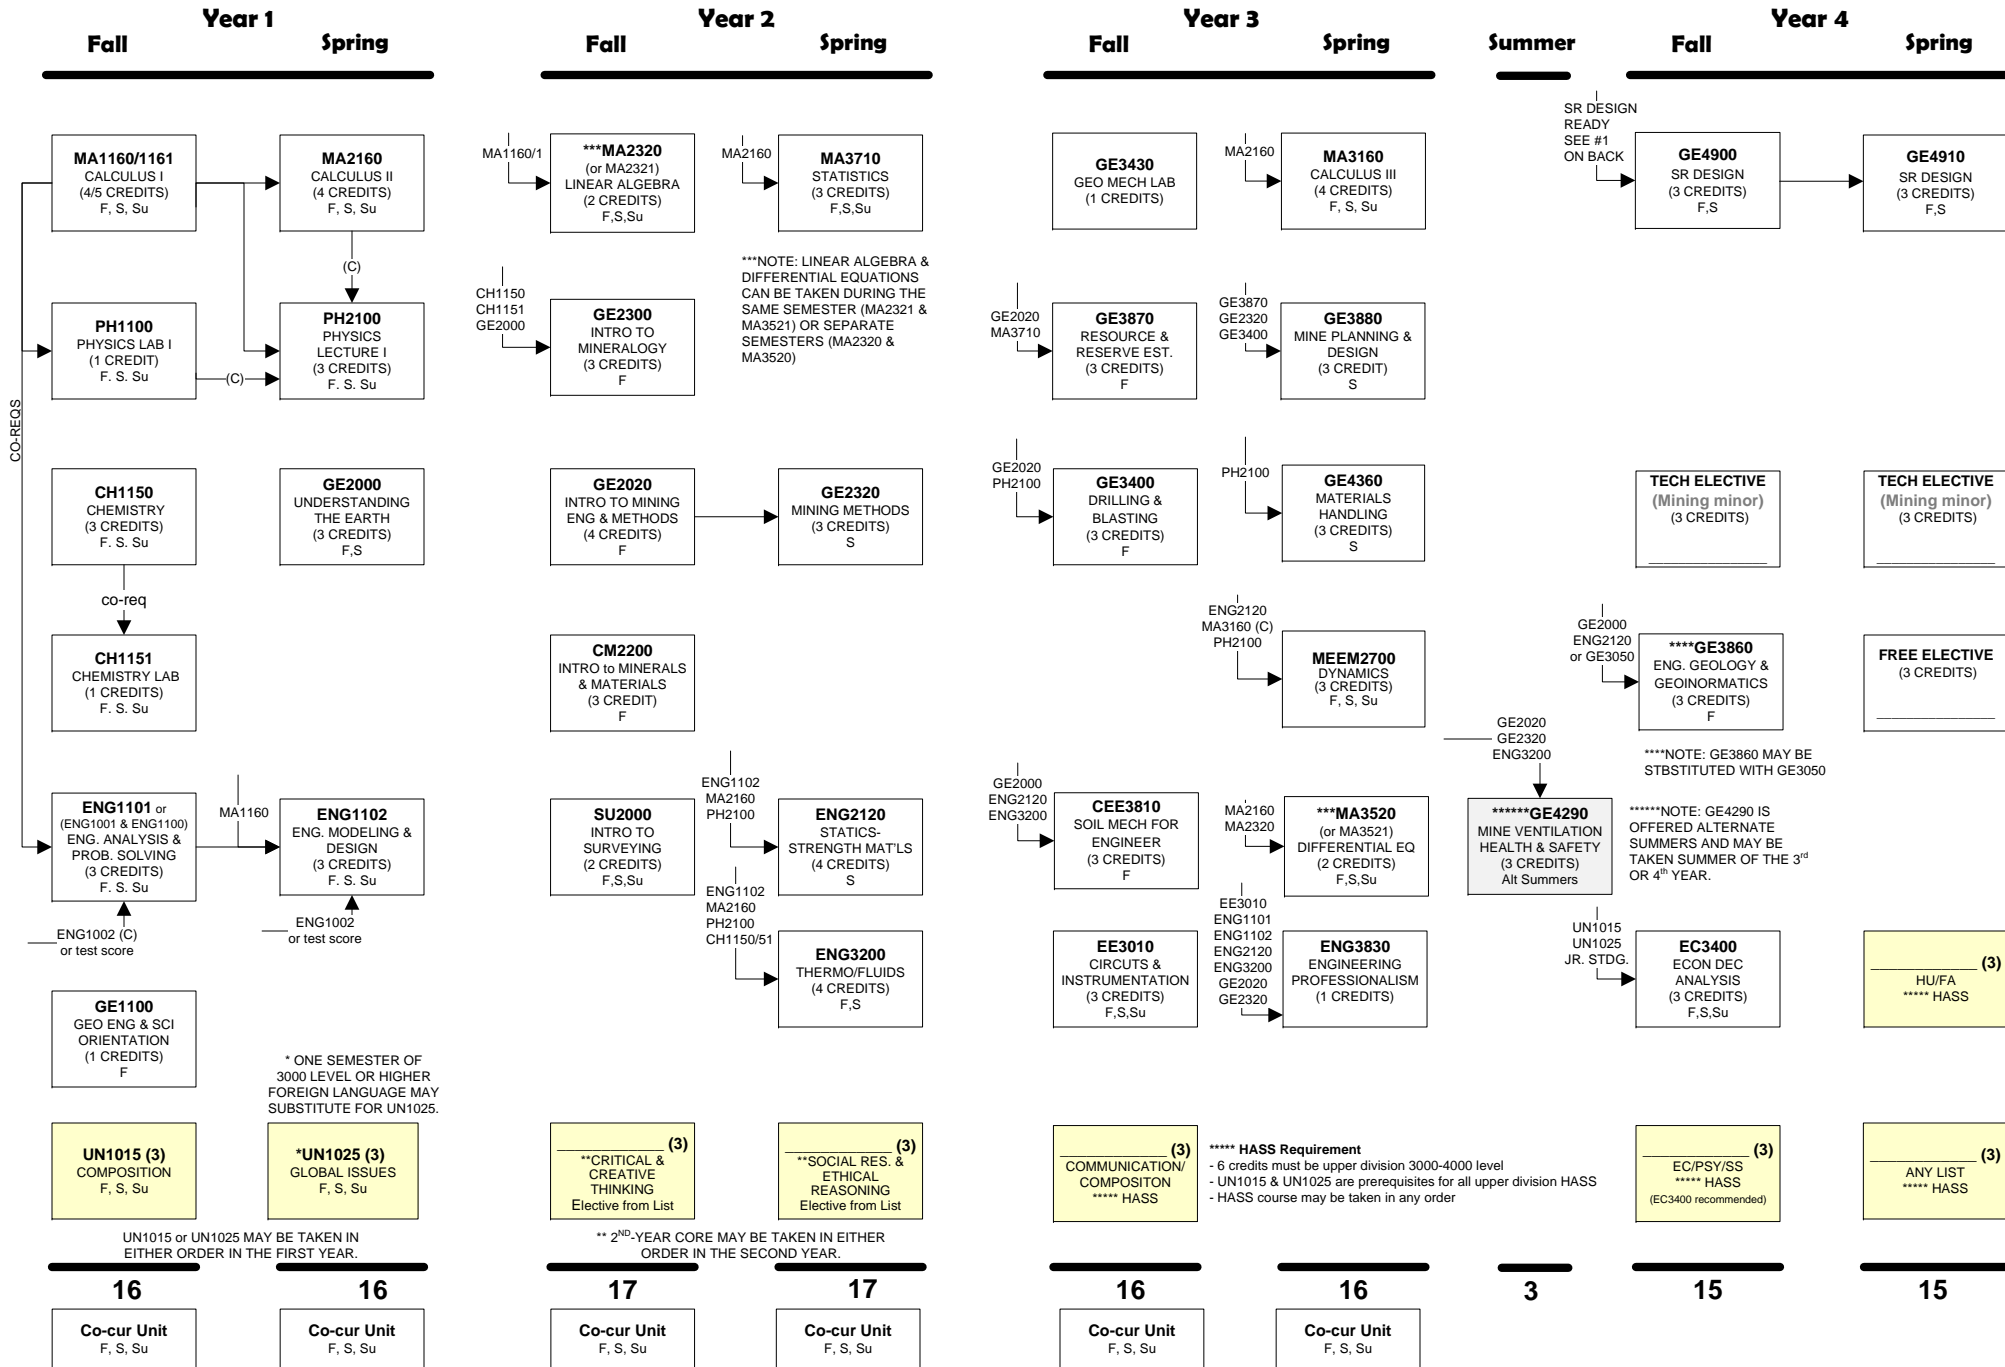 Year 1
Year 2
Year 3
Year 4
Fall
Spring
Fall
Spring
Fall
Spring
Summer
Fall
Spring
CO-REQS
MA1160/1161
CALCULUS I
(4/5 CREDITS)
F, S, Su
PH1100
PHYSICS LAB I
(1 CREDIT)
F. S. Su
CH1150
CHEMISTRY
(3 CREDITS)
F. S. Su
co-req
CH1151
CHEMISTRY LAB
(1 CREDITS)
F. S. Su
ENG1101 or
(ENG1001 & ENG1100)
ENG. ANALYSIS &
PROB. SOLVING
(3 CREDITS)
F. S. Su
ENG1002 (C)
or test score
GE1100
GEO ENG & SCI
ORIENTATION
(1 CREDITS)
F
UN1015 (3)
COMPOSITION
F, S, Su
MA2160
CALCULUS II
(4 CREDITS)
F, S, Su
(C)
(C)
PH2100
PHYSICS
LECTURE I
(3 CREDITS)
F. S. Su
GE2000
UNDERSTANDING
THE EARTH
(3 CREDITS)
F,S
MA1160
ENG1102
ENG. MODELING &
DESIGN
(3 CREDITS)
F. S. Su
ENG1002
or test score
* ONE SEMESTER OF
3000 LEVEL OR HIGHER
FOREIGN LANGUAGE MAY
SUBSTITUTE FOR UN1025.
*UN1025 (3)
GLOBAL ISSUES
F, S, Su
UN1015 or UN1025 MAY BE TAKEN IN
EITHER ORDER IN THE FIRST YEAR.
MA1160/1
***MA2320
(or MA2321)
LINEAR ALGEBRA
(2 CREDITS)
F,S,Su
CH1150
CH1151
GE2000
GE2300
INTRO TO
MINERALOGY
(3 CREDITS)
F
GE2020
INTRO TO MINING
ENG & METHODS
(4 CREDITS)
F
CM2200
INTRO to MINERALS
& MATERIALS
(3 CREDIT)
F
SU2000
INTRO TO
SURVEYING
(2 CREDITS)
F,S,Su
____________ (3)
**CRITICAL &
CREATIVE
THINKING
Elective from List
MA2160
MA3710
STATISTICS
(3 CREDITS)
F,S,Su
***NOTE: LINEAR ALGEBRA &
DIFFERENTIAL EQUATIONS
CAN BE TAKEN DURING THE
SAME SEMESTER (MA2321 &
MA3521) OR SEPARATE
SEMESTERS (MA2320 &
MA3520)
GE2320
MINING METHODS
(3 CREDITS)
S
ENG1102
MA2160
PH2100
ENG2120
STATICS-
STRENGTH MAT'LS
(4 CREDITS)
S
ENG1102
MA2160
PH2100
CH1150/51
ENG3200
THERMO/FLUIDS
(4 CREDITS)
F,S
____________ (3)
**SOCIAL RES. &
ETHICAL
REASONING
Elective from List
** 2ND-YEAR CORE MAY BE TAKEN IN EITHER
ORDER IN THE SECOND YEAR.
GE3430
GEO MECH LAB
(1 CREDITS)
GE2020
MA3710
GE3870
RESOURCE &
RESERVE EST.
(3 CREDITS)
F
GE2020
PH2100
GE3400
DRILLING &
BLASTING
(3 CREDITS)
F
GE2000
ENG2120
ENG3200
CEE3810
SOIL MECH FOR
ENGINEER
(3 CREDITS)
F
EE3010
CIRCUTS &
INSTRUMENTATION
(3 CREDITS)
F,S,Su
____________ (3)
COMMUNICATION/
COMPOSITON
***** HASS
MA2160
MA3160
CALCULUS III
(4 CREDITS)
F, S, Su
GE3870
GE2320
GE3400
GE3880
MINE PLANNING &
DESIGN
(3 CREDIT)
S
PH2100
GE4360
MATERIALS
HANDLING
(3 CREDITS)
S
ENG2120
MA3160 (C)
PH2100
MEEM2700
DYNAMICS
(3 CREDITS)
F, S, Su
MA2160
MA2320
***MA3520
(or MA3521)
DIFFERENTIAL EQ
(2 CREDITS)
F,S,Su
EE3010
ENG1101
ENG1102
ENG2120
ENG3200
GE2020
GE2320
ENG3830
ENGINEERING
PROFESSIONALISM
(1 CREDITS)
***** HASS Requirement
- 6 credits must be upper division 3000-4000 level
- UN1015 & UN1025 are prerequisites for all upper division HASS
- HASS course may be taken in any order
GE2020
GE2320
ENG3200
******GE4290
MINE VENTILATION
HEALTH & SAFETY
(3 CREDITS)
Alt Summers
SR DESIGN
READY
SEE #1
ON BACK
GE4900
SR DESIGN
(3 CREDITS)
F,S
TECH ELECTIVE
(Mining minor)
(3 CREDITS)
GE2000
ENG2120
or GE3050
****GE3860
ENG. GEOLOGY &
GEOINORMATICS
(3 CREDITS)
F
****NOTE: GE3860 MAY BE
STBSTITUTED WITH GE3050
******NOTE: GE4290 IS
OFFERED ALTERNATE
SUMMERS AND MAY BE
TAKEN SUMMER OF THE 3rd
OR 4th YEAR.
UN1015
UN1025
JR. STDG.
EC3400
ECON DEC
ANALYSIS
(3 CREDITS)
F,S,Su
____________ (3)
EC/PSY/SS
***** HASS
(EC3400 recommended)
GE4910
SR DESIGN
(3 CREDITS)
F,S
TECH ELECTIVE
(Mining minor)
(3 CREDITS)
FREE ELECTIVE
(3 CREDITS)
____________ (3)
HU/FA
***** HASS
____________ (3)
ANY LIST
***** HASS
16
16
17
17
16
16
3
15
15
Co-cur Unit
F, S, Su
Co-cur Unit
F, S, Su
Co-cur Unit
F, S, Su
Co-cur Unit
F, S, Su
Co-cur Unit
F, S, Su
Co-cur Unit
F, S, Su